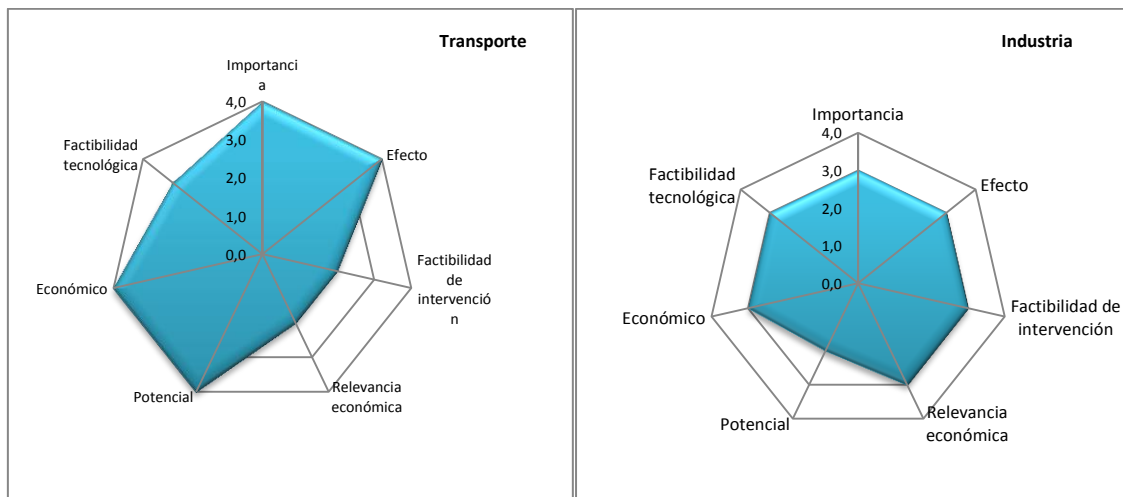 Transporte
Importanci
a
4,0
3,0
2,0
1,0
0,0
Efecto
Factibilidad
de
intervenció
n
Relevancia
económica
Potencial
Económico
Factibilidad
tecnológica
Industria
Importancia
4,0
3,0
2,0
1,0
0,0
Efecto
Factibilidad de
intervención
Relevancia
económica
Potencial
Económico
Factibilidad
tecnológica